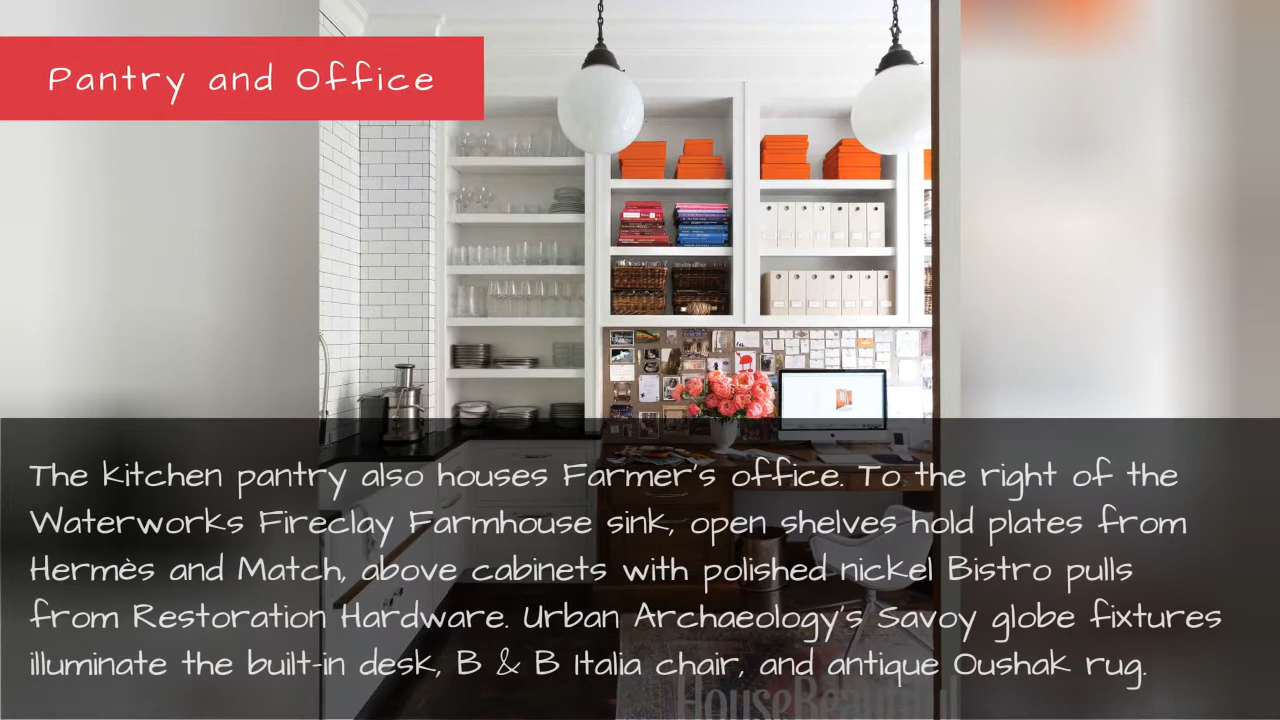 Pantry and Office
The kitchen pantry also houses Farmer's office. To the right of the
Waterworks Fireclay Farmhouse sink, open shelves hold plates from
Hermès and Match, above cabinets with polished nickel Bistro pulls
from Restoration Hardware. Urban Archaeology's Savoy globe fixtures
illuminate the built-in desk, B & B Italia chair, and antique Oushak rug.
HouseBeautiful